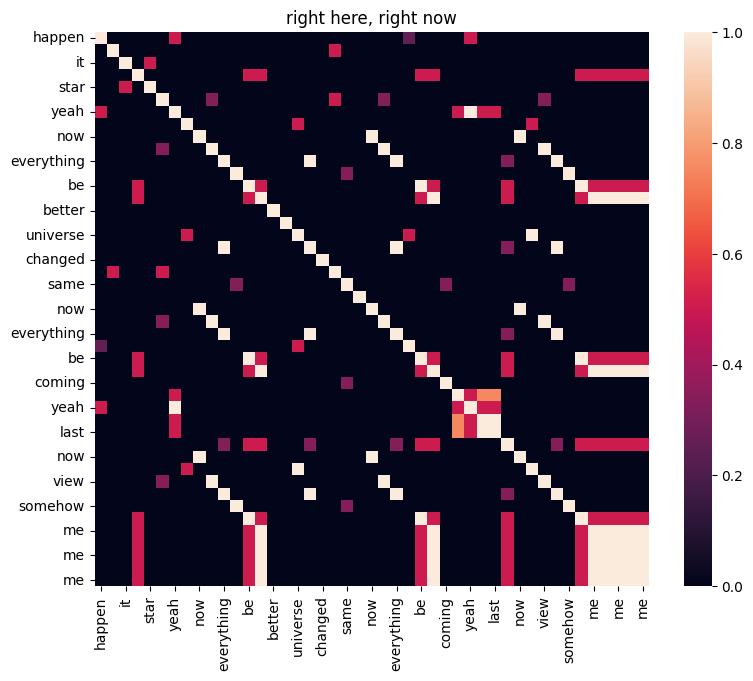 right here, right now
happen
it
star
yeah
now
everything
be
better
universe
changed
same
now
everything
be
coming
yeah
last
now
view
somehow
me
me
me
happen
it
star
yeah
now
everything
be
better
universe
changed
same
now
everything
be
coming
yeah
last
now
view
somehow
me
me
me
1.0
0.8
0.6
0.4
0.2
0.0